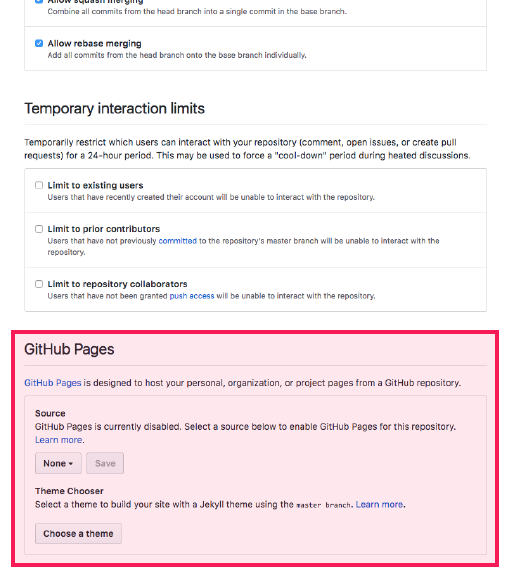 Allow squash merging
Combine all commits from the head branch into a single commit in the base branch.
Allow rebase merging
Add all commits from the head branch onto the base branch individually.
Temporary interaction limits
Temporarily restrict which users can interact with your repository (comment, open issues, or create pull
requests) for a 24-hour period. This may be used to force a "cool-down" period during heated discussions.
Limit to existing users
Users that have recently created their account will be unable to interact with the repository.
Limit to prior contributors
Users that have not previously committed to the repository's master branch will be unable to interact with the
repository.
Limit to repository collaborators
Users that have not been granted push access will be unable to interact with the repository.
GitHub Pages
GitHub Pages is designed to host your personal, organization, or project pages from a GitHub repository.
Source
GitHub Pages is currently disabled. Select a source below to enable GitHub Pages for this repository.
Learn more.
None Save
Theme Chooser
Select a theme to build your site with a Jekyll theme using the master branch. Learn more.
Choose a theme